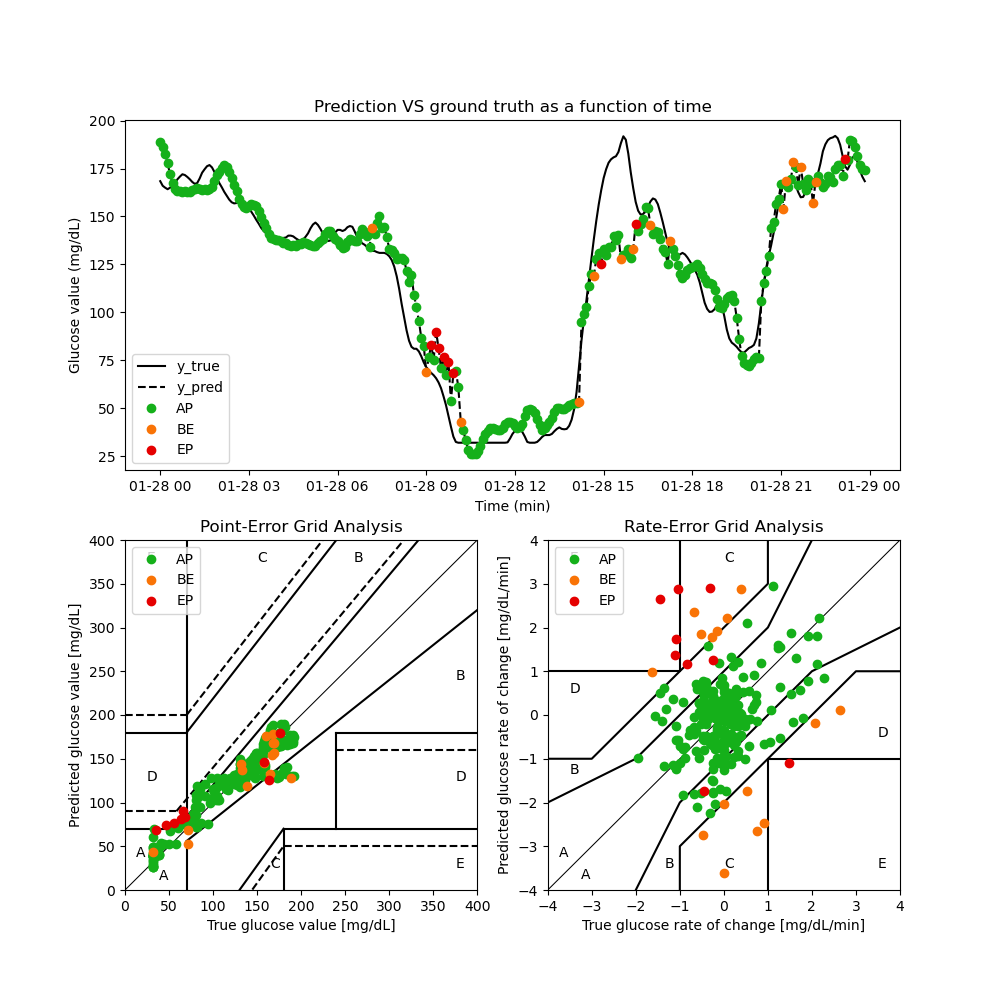 Prediction VS ground truth as a function of time
Glucose value (mg/dL)
200
175
150
125
100
75
50
25
y_true
y_pred
AP
BE
EP
01-28 00 01-28 03 01-28 06 01-28 09 01-28 12 01-28 15 01-28 18 01-28 21 01-29 00
Time (min)
Point-Error Grid Analysis
Predicted glucose value [mg/dL]
400
350
300
250
200
150
100
50
0
AP
BE
EP
C
B
B
D
D
A
A
C
E
0 50 100 150 200 250 300 350 400
True glucose value [mg/dL]
Rate-Error Grid Analysis
Predicted glucose rate of change [mg/dL/min]
4
3
2
1
0
−1
−2
−3
−4
AP
BE
EP
C
D
D
B
A
A
B
C
E
−4 −3 −2 −1 0 1 2 3 4
True glucose rate of change [mg/dL/min]